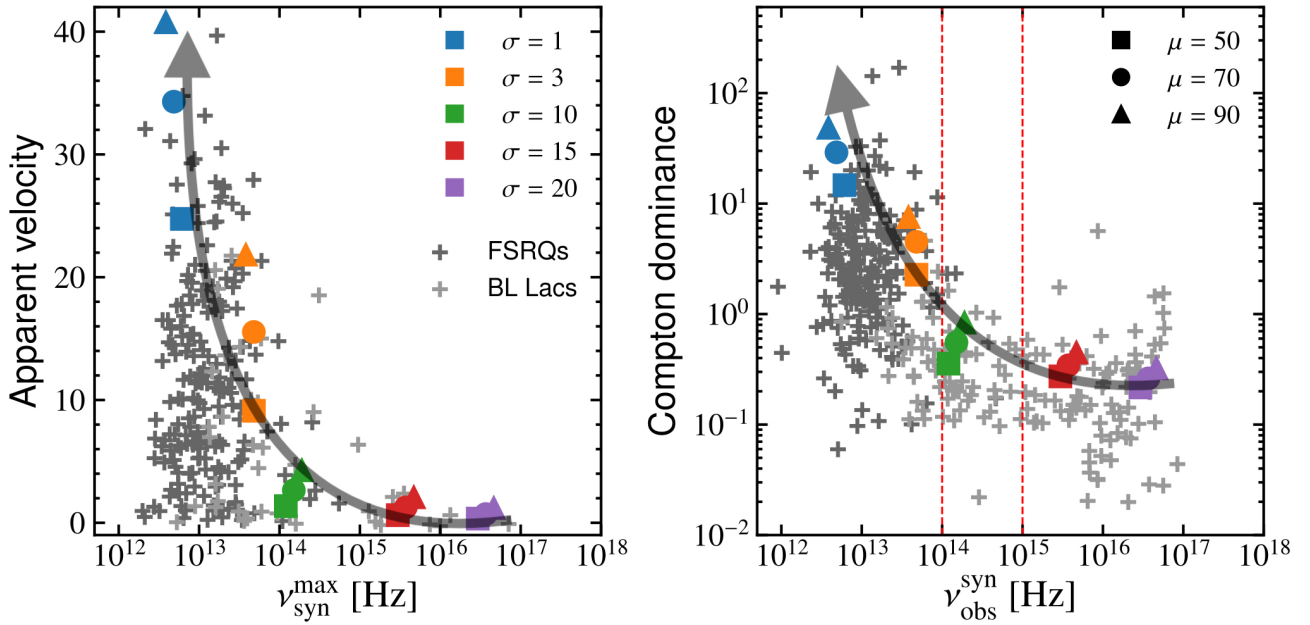 Apparent velocity
40
30
20
10
0
10^12 10^13 10^14 10^15 10^16 10^17 10^18
ν_syn^max [Hz]
σ = 1
σ = 3
σ = 10
σ = 15
σ = 20
FSRQs
BL Lacs
Compton dominance
10^2
10^1
10^0
10^−1
10^−2
10^12 10^13 10^14 10^15 10^16 10^17 10^18
ν_obs^syn [Hz]
μ = 50
μ = 70
μ = 90